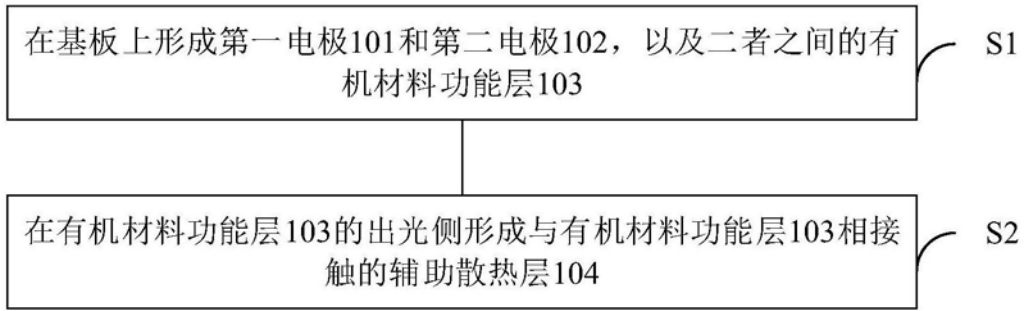 在基板上形成第一电极101和第二电极102，以及二者之间的有
机材料功能层103
S1
在有机材料功能层103的出光侧形成与有机材料功能层103相接
触的辅助散热层104
S2